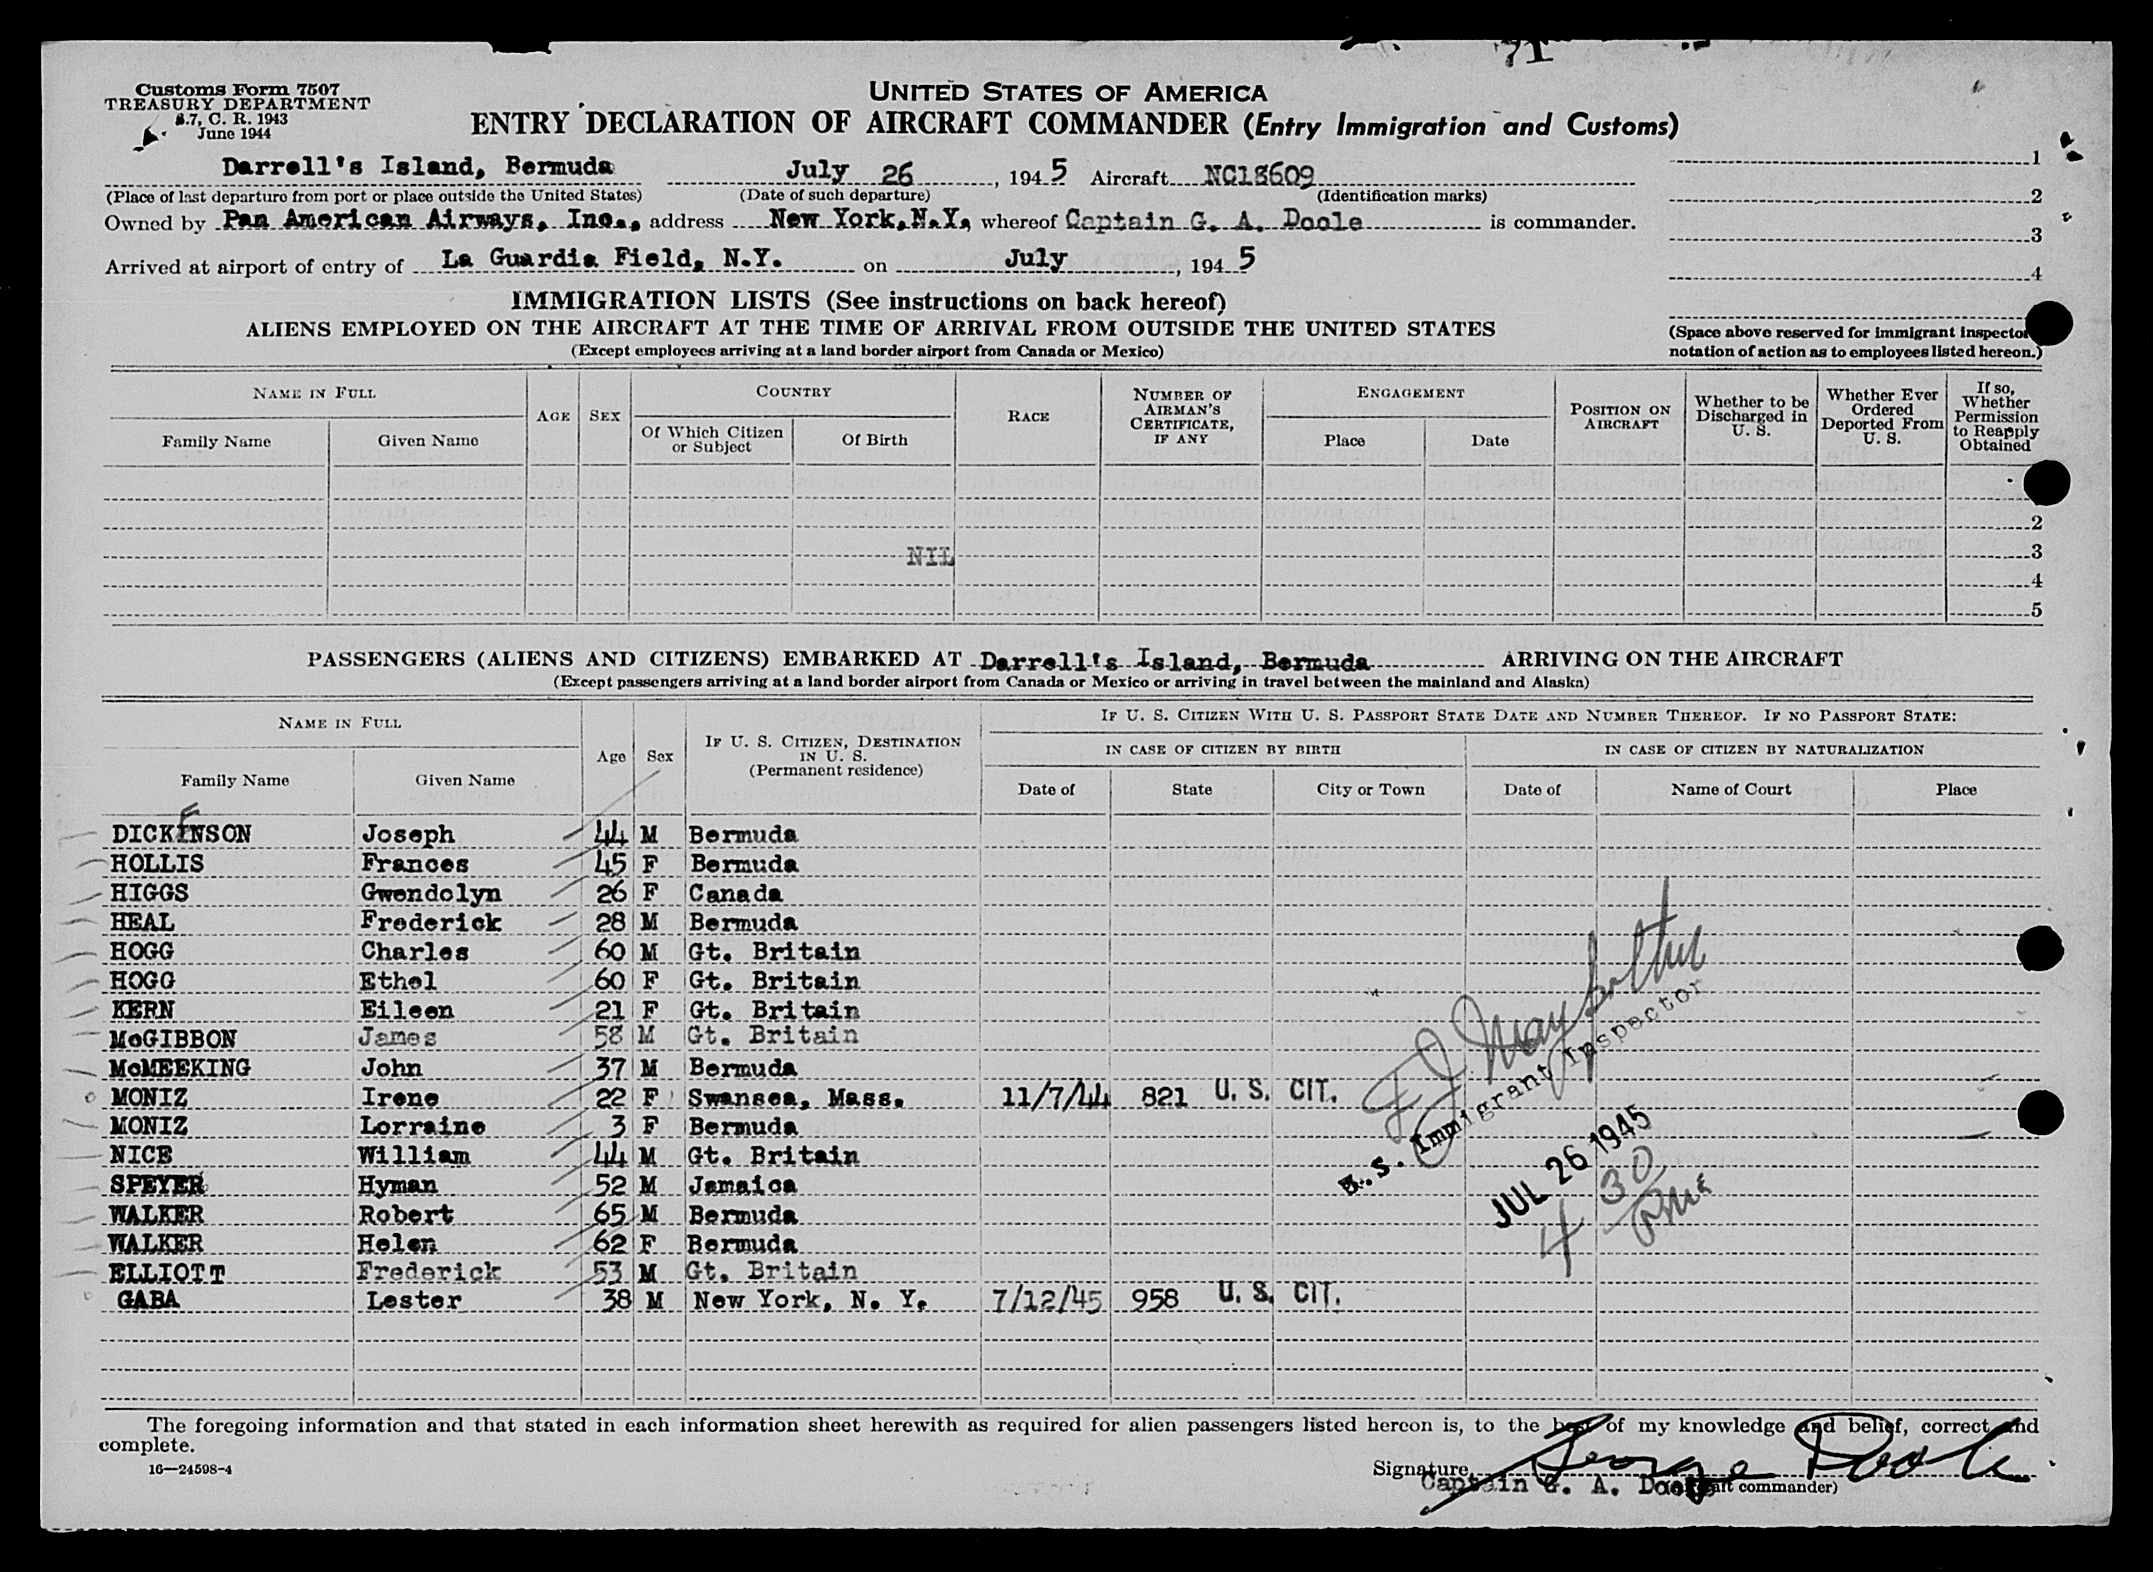 Customs Form 7507
TREASURY DEPARTMENT
8.7, C. R. 1943
June 1944
UNITED STATES OF AMERICA
ENTRY DECLARATION OF AIRCRAFT COMMANDER (Entry Immigration and Customs)
Darrell's Island, Bermuda July 26, 1945 Aircraft NC18609
(Place of last departure from port or place outside the United States) (Date of such departure) (Identification marks)
Owned by Pan American Airways, Inc., address New York, N.Y, whereof Captain G. A. Doole is commander.
Arrived at airport of entry of La Guardia Field, N.Y. on July, 1945
1
2
3
4
(Space above reserved for immigrant inspector
notation of action as to employees listed hereon.)
IMMIGRATION LISTS (See instructions on back hereof)
ALIENS EMPLOYED ON THE AIRCRAFT AT THE TIME OF ARRIVAL FROM OUTSIDE THE UNITED STATES
(Except employees arriving at a land border airport from Canada or Mexico)
NAME IN FULL
Family Name Given Name
AGE SEX
COUNTRY
Of Which Citizen or Subject Of Birth
RACE
NUMBER OF AIRMAN'S CERTIFICATE, IF ANY
ENGAGEMENT
Place Date
POSITION ON AIRCRAFT
Whether to be Discharged in U. S.
Whether Ever Ordered Deported From U. S.
If so, Whether Permission to Reapply Obtained
2
NIL 3
4
5
PASSENGERS (ALIENS AND CITIZENS) EMBARKED AT Darrell's Island, Bermuda ARRIVING ON THE AIRCRAFT
(Except passengers arriving at a land border airport from Canada or Mexico or arriving in travel between the mainland and Alaska)
NAME IN FULL
Family Name Given Name
Age Sex
IF U. S. CITIZEN, DESTINATION IN U. S. (Permanent residence)
IF U. S. CITIZEN WITH U. S. PASSPORT STATE DATE AND NUMBER THEREOF. IF NO PASSPORT STATE:
IN CASE OF CITIZEN BY BIRTH IN CASE OF CITIZEN BY NATURALIZATION
Date of State City or Town Date of Name of Court Place
DICKENSON Joseph 44 M Bermuda
HOLLIS Frances 45 F Bermuda
HIGGS Gwendolyn 26 F Canada
HEAL Frederick 28 M Bermuda
HOGG Charles 60 M Gt. Britain
HOGG Ethel 60 F Gt. Britain
KERN Eileen 21 F Gt. Britain
McGIBBON James 58 M Gt. Britain
McMEEKING John 37 M Bermuda
MONIZ Irene 22 F Swansea, Mass. 11/7/44 821 U. S. CIT.
MONIZ Lorraine 3 F Bermuda
NICE William 44 M Gt. Britain
SPEYER Hyman 52 M Jamaica
WALKER Robert 65 M Bermuda
WALKER Helen 62 F Bermuda
ELLIOTT Frederick 53 M Gt. Britain
GABA Lester 38 M New York, N. Y. 7/12/45 958 U. S. CIT.
U.S. Immigrant Inspector
JUL 26 1945
4 30 PM
The foregoing information and that stated in each information sheet herewith as required for alien passengers listed hereon is, to the best of my knowledge and belief, correct and
complete.
16—24598-4
Signature George Doole
Captain G. A. Doole (Aircraft commander)